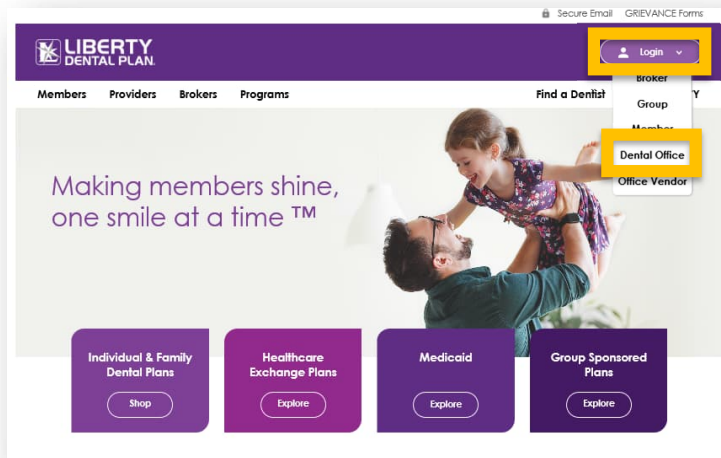 Secure Email GRIEVANCE Forms
LIBERTY
DENTAL PLAN.
Login
Members Providers Brokers Programs Find a Dentist
Broker
Group
Member
Dental Office
Office Vendor
Making members shine,
one smile at a time ™
Individual & Family
Dental Plans
Shop
Healthcare
Exchange Plans
Explore
Medicaid
Explore
Group Sponsored
Plans
Explore